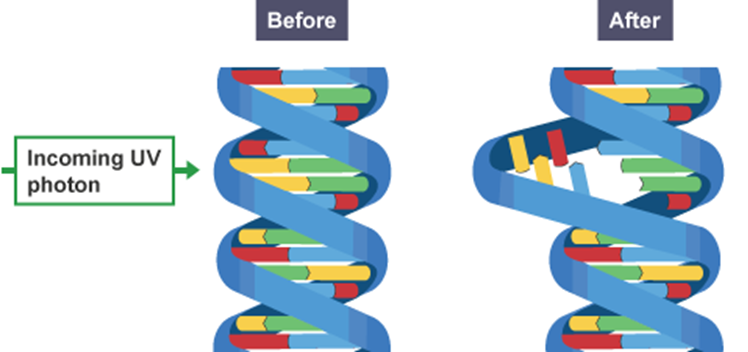 Before
After
Incoming UV
photon